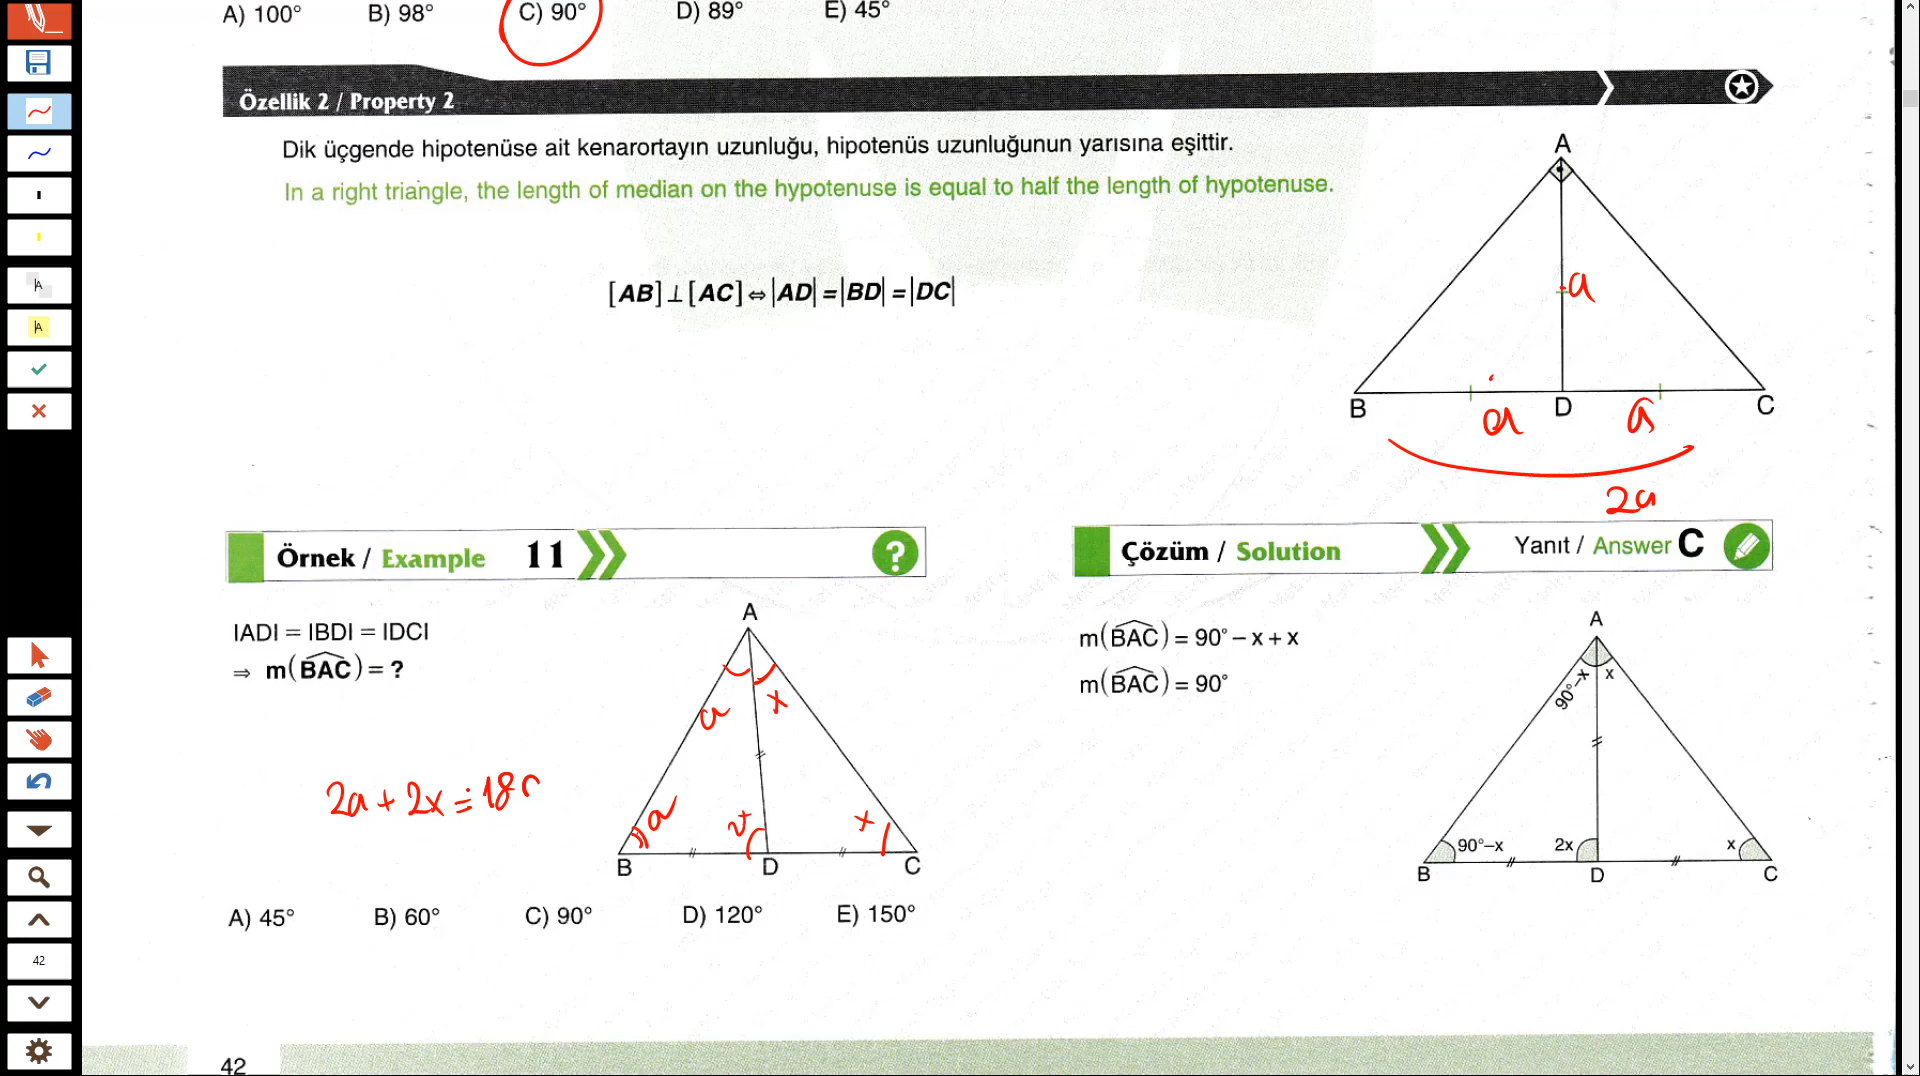 A) 100° B) 98° C) 90° D) 89° E) 45°
Özellik 2 / Property 2
Dik üçgende hipotenüse ait kenarortayın uzunluğu, hipotenüs uzunluğunun yarısına eşittir.
In a right triangle, the length of median on the hypotenuse is equal to half the length of hypotenuse.
[AB]⊥[AC]⇔|AD|=|BD|=|DC|
A
a
B D C
a a
2a
Örnek / Example 11
?
Çözüm / Solution
Yanıt / Answer C
IADI = IBDI = IDCI
⇒ m(BAC) = ?
A
a x
a x
B D C
2a + 2x = 18
A) 45° B) 60° C) 90° D) 120° E) 150°
m(BAC) = 90° – x + x
m(BAC) = 90°
A
90°–x x
90°–x 2x x
B D C
42
A
A
42